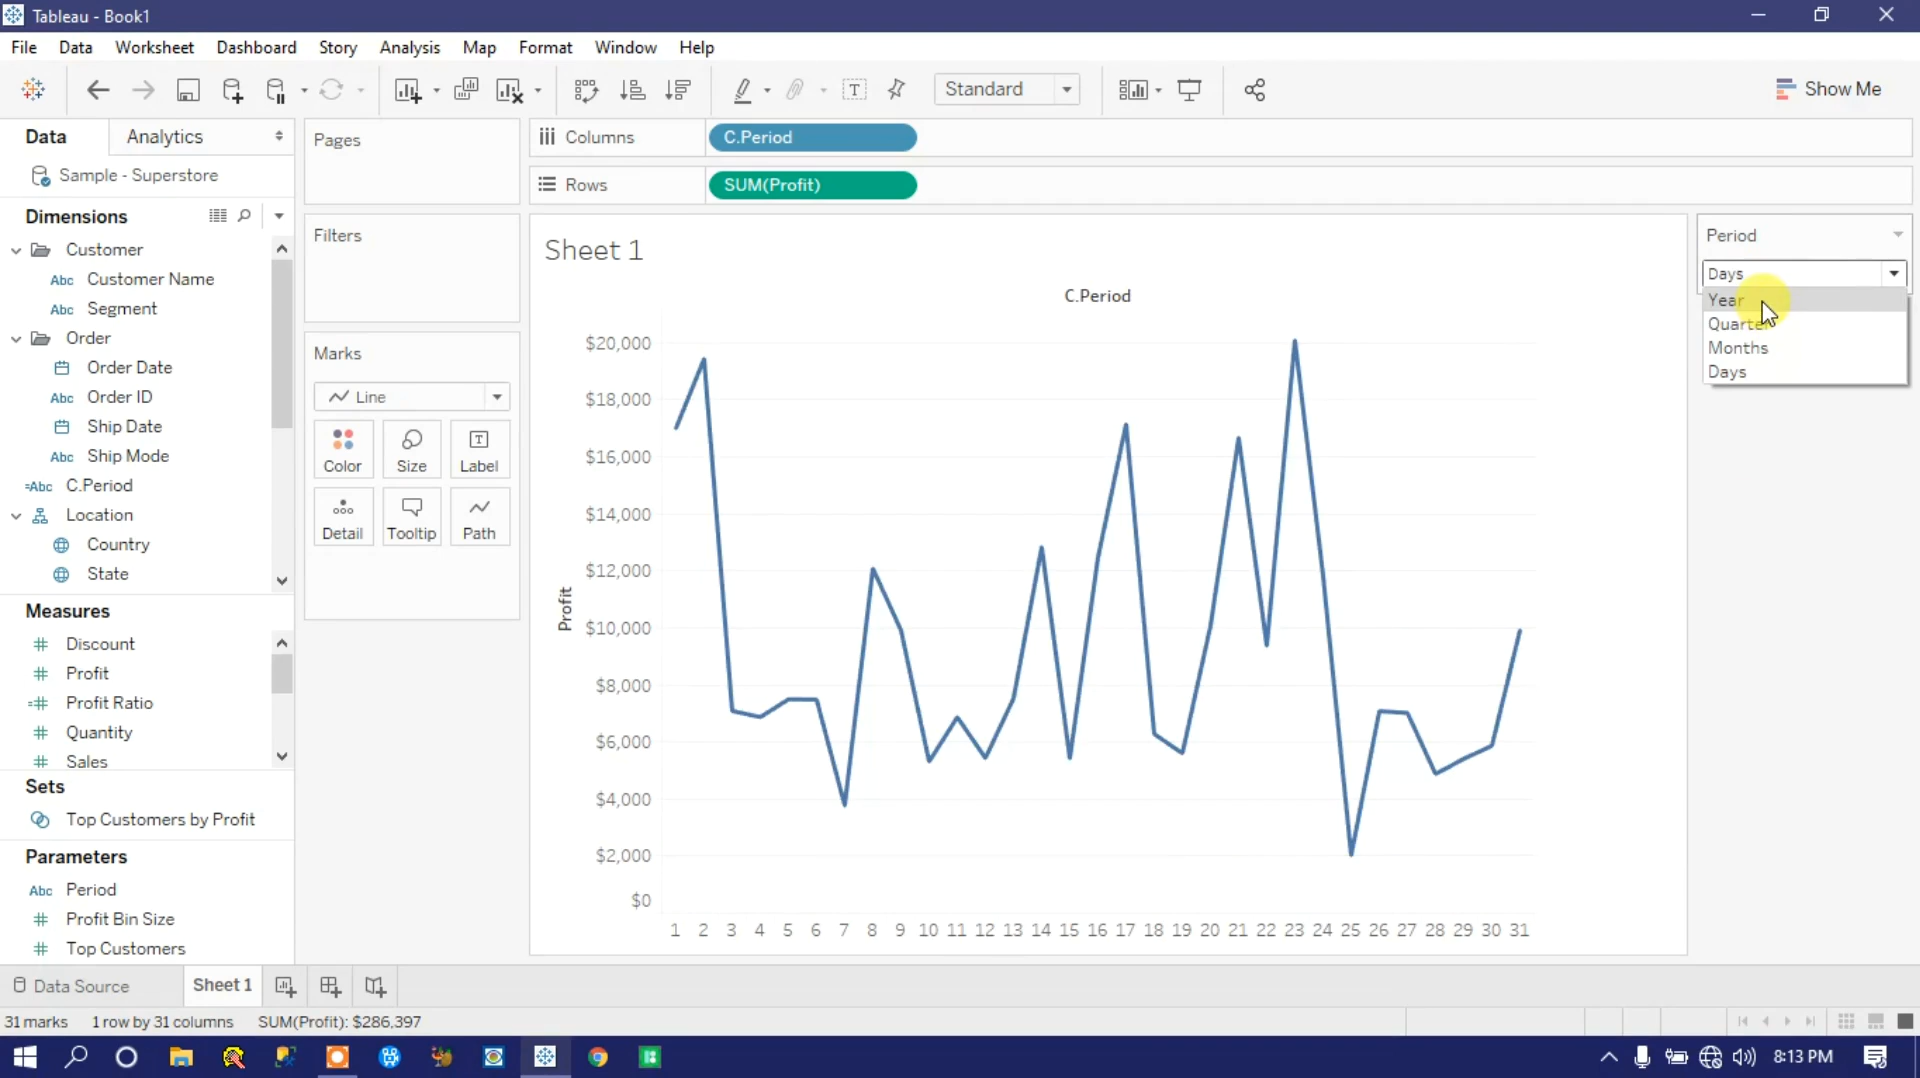 Tableau - Book1
File Data Worksheet Dashboard Story Analysis Map Format Window Help
Standard
Show Me
Data Analytics
Sample - Superstore
Dimensions
Customer
Abc Customer Name
Abc Segment
Order
Order Date
Abc Order ID
Ship Date
Abc Ship Mode
=Abc C.Period
Location
Country
State
Measures
# Discount
# Profit
=# Profit Ratio
# Quantity
# Sales
Sets
Top Customers by Profit
Parameters
Abc Period
# Profit Bin Size
# Top Customers
Pages
Filters
Marks
Line
Color Size Label
Detail Tooltip Path
Columns C.Period
Rows SUM(Profit)
Sheet 1
C.Period
Profit
$20,000
$18,000
$16,000
$14,000
$12,000
$10,000
$8,000
$6,000
$4,000
$2,000
$0
1 2 3 4 5 6 7 8 9 10 11 12 13 14 15 16 17 18 19 20 21 22 23 24 25 26 27 28 29 30 31
Period
Days
Year
Quarter
Months
Days
Data Source Sheet 1
31 marks 1 row by 31 columns SUM(Profit): $286,397
8:13 PM